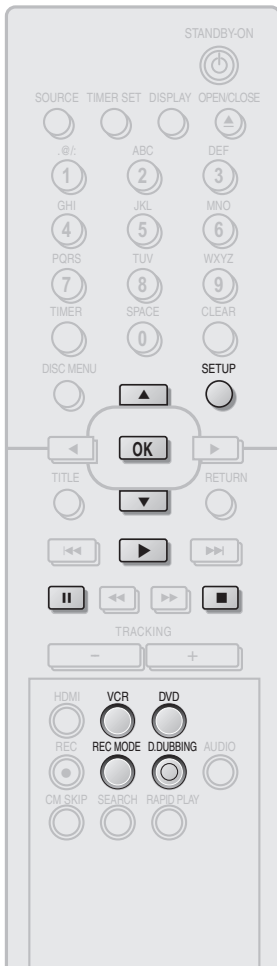 STANDBY-ON
SOURCE TIMER SET DISPLAY OPEN/CLOSE
.@/: ABC DEF
1 2 3
GHI JKL MNO
4 5 6
PQRS TUV WXYZ
7 8 9
TIMER SPACE CLEAR
0
DISC MENU SETUP
OK
TITLE RETURN
TRACKING
− +
HDMI VCR DVD
REC REC MODE D.DUBBING AUDIO
CM SKIP SEARCH RAPID PLAY